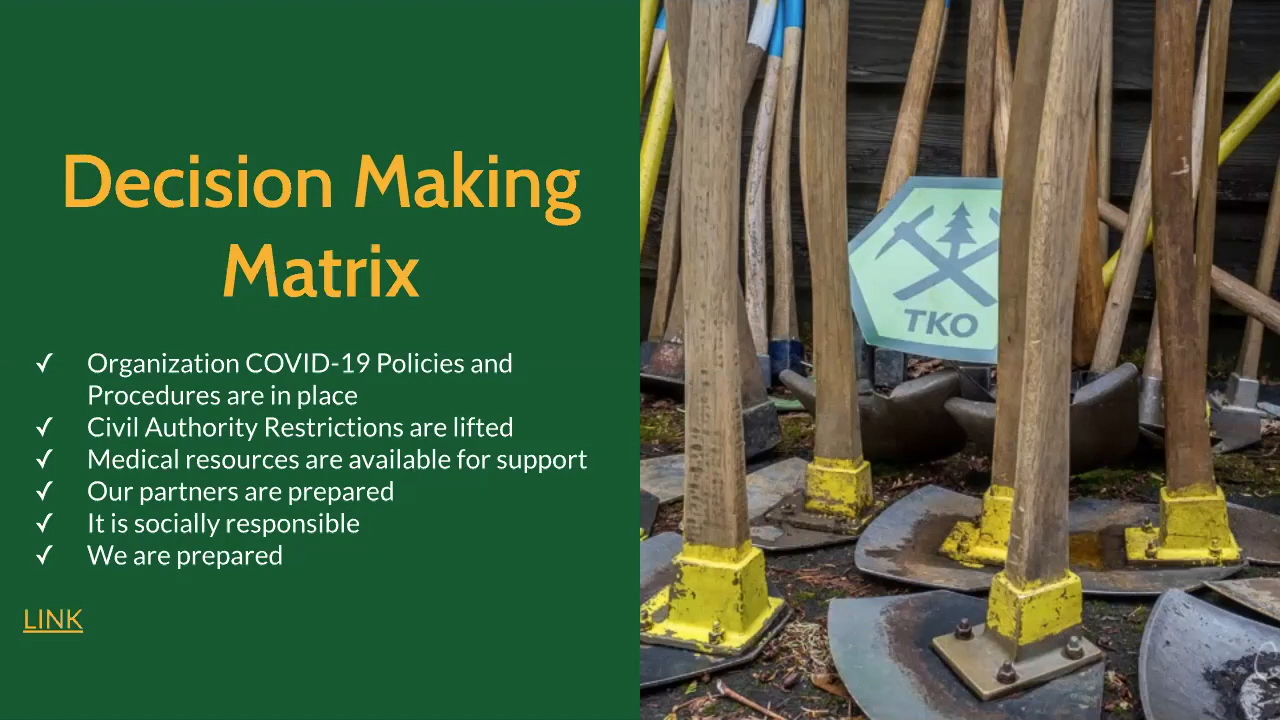 Decision Making
Matrix
✓ Organization COVID-19 Policies and
Procedures are in place
✓ Civil Authority Restrictions are lifted
✓ Medical resources are available for support
✓ Our partners are prepared
✓ It is socially responsible
✓ We are prepared
LINK
TKO